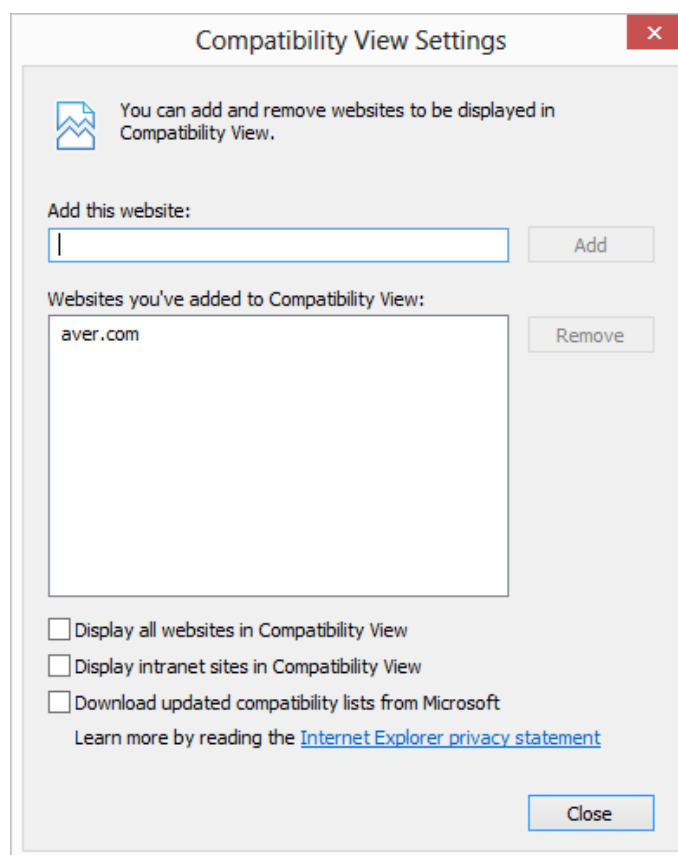 Compatibility View Settings
You can add and remove websites to be displayed in
Compatibility View.
Add this website:
Add
Websites you've added to Compatibility View:
aver.com
Remove
Display all websites in Compatibility View
Display intranet sites in Compatibility View
Download updated compatibility lists from Microsoft
Learn more by reading the Internet Explorer privacy statement
Close